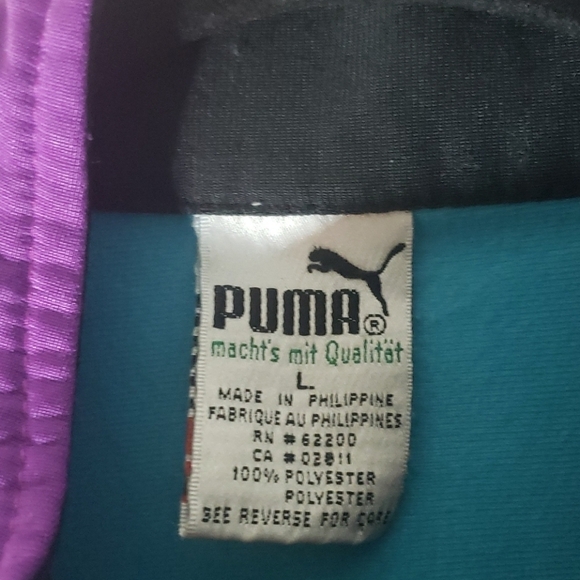 PUMA®
macht's mit Qualität
L.
MADE IN PHILIPPINE
FABRIQUE AU PHILIPPINES
RN #62200
CA #02811
100% POLYESTER
POLYESTER
SEE REVERSE FOR CARE